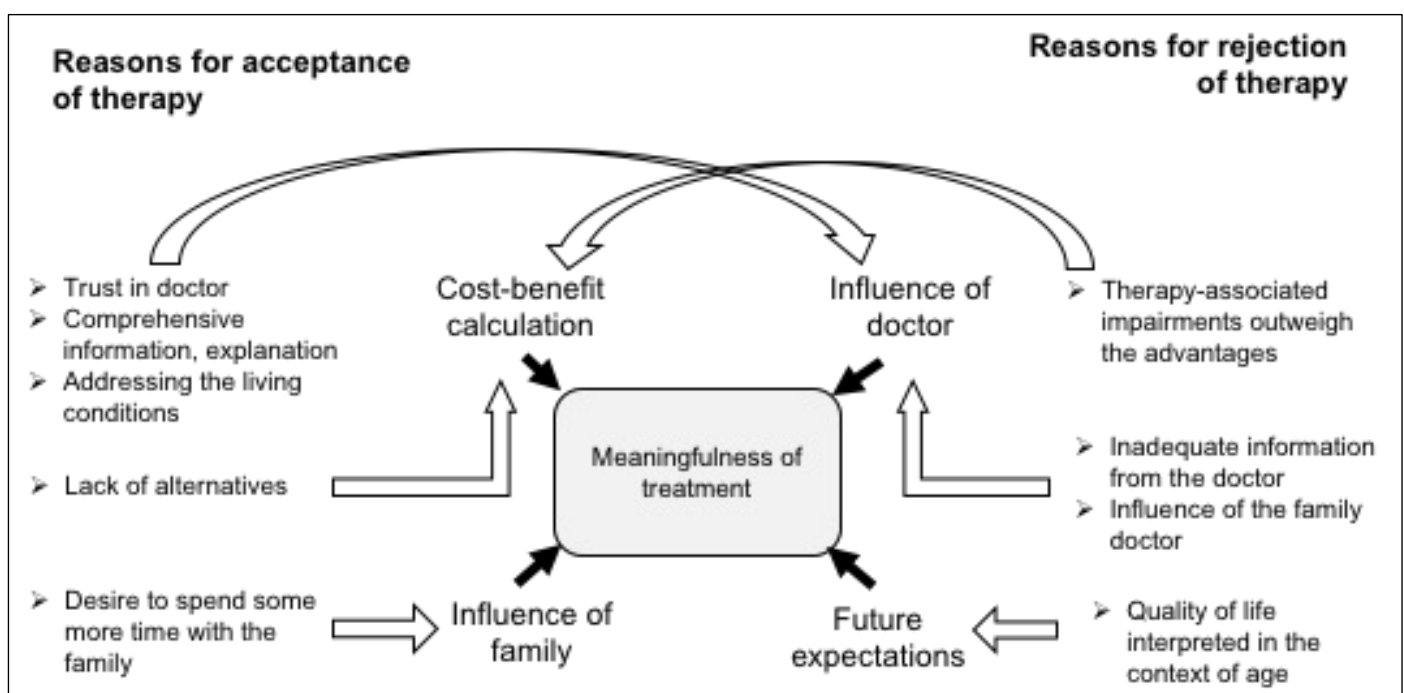 Reasons for acceptance
of therapy
Reasons for rejection
of therapy
➢ Trust in doctor
➢ Comprehensive
information, explanation
➢ Addressing the living
conditions
➢ Lack of alternatives
➢ Desire to spend some
more time with the
family
Cost-benefit
calculation
Influence of
doctor
Meaningfulness of
treatment
Influence of
family
Future
expectations
➢ Therapy-associated
impairments outweigh
the advantages
➢ Inadequate information
from the doctor
➢ Influence of the family
doctor
➢ Quality of life
interpreted in the
context of age